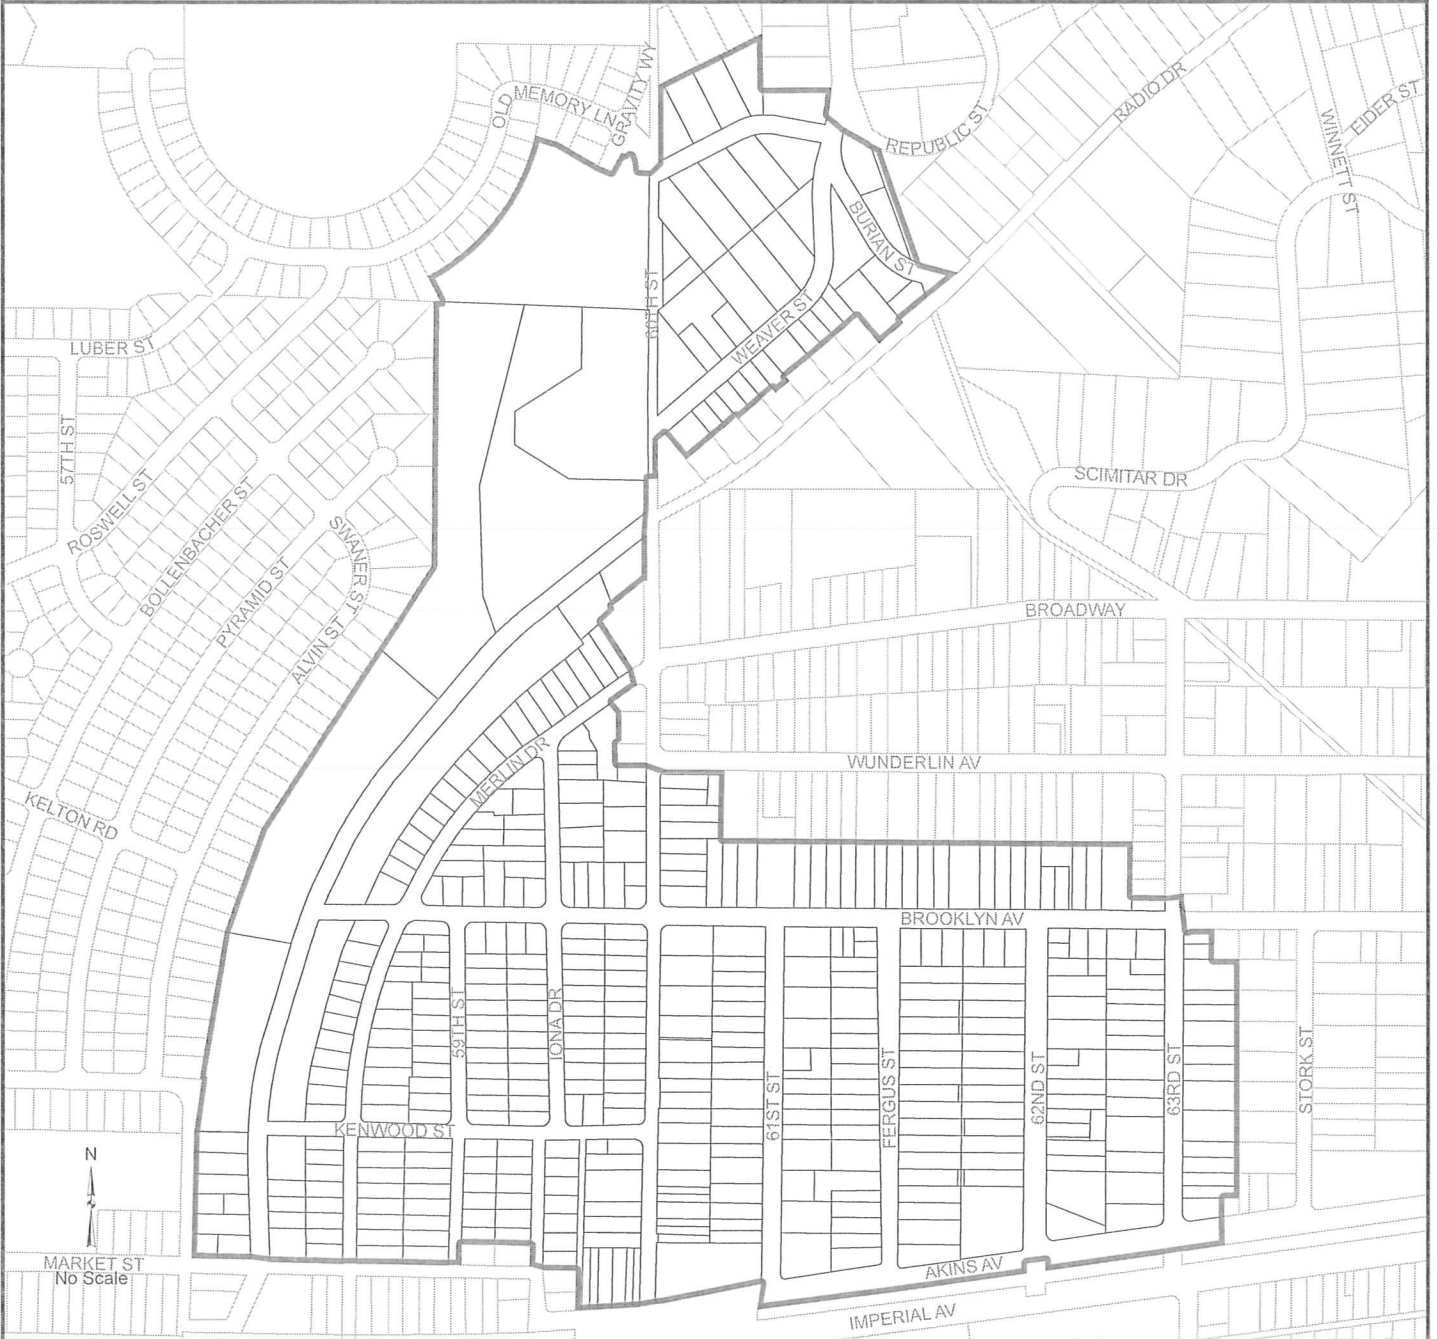 OLD MEMORY LN
GRAVITY WY
RADIO DR
EIDER ST
REPUBLIC ST
WINNETT ST
BURIAN ST
60TH ST
WEAVER ST
LUBER ST
57TH ST
SCIMITAR DR
ROSWELL ST
BOLLENBACHER ST
SWANER ST
PYRAMID ST
ALVIN ST
BROADWAY
WUNDERLIN AV
MERLIN DR
KELTON RD
BROOKLYN AV
59TH ST
IONA DR
61ST ST
FERGUS ST
62ND ST
63RD ST
STORK ST
KENWOOD ST
N
MARKET ST
No Scale
AKINS AV
IMPERIAL AV